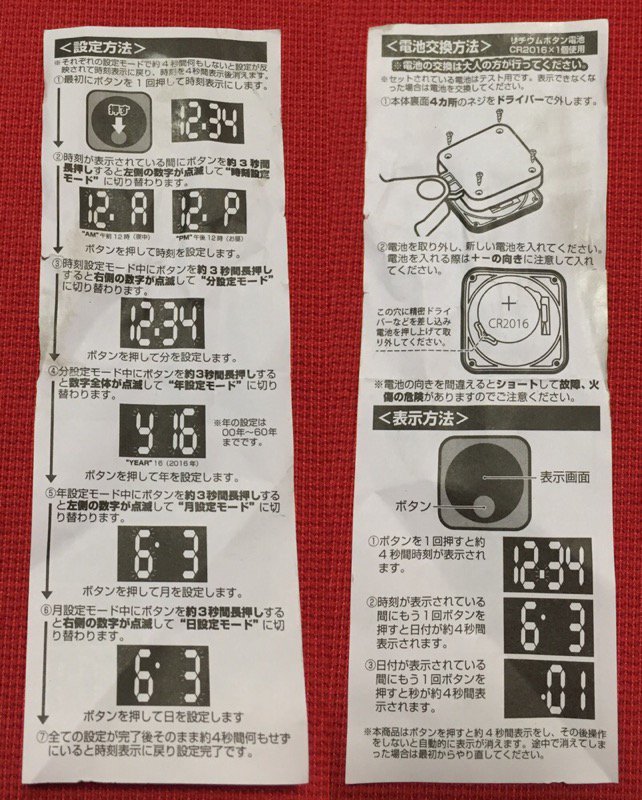 ＜設定方法＞
※それぞれの設定モードで約4秒間何もしないと設定が反
映されて時刻表示に戻り、時刻を4秒間表示後消えます。
①最初にボタンを1回押して時刻表示にします。
押す
12:34
②時刻が表示されている間にボタンを約3秒間
長押しすると左側の数字が点滅して“時刻設定
モード”に切り替わります。
12. A
12. P
"AM"午前12時(夜中)
"PM"午後12時(お昼)
ボタンを押して時刻を設定します。
③時刻設定モード中にボタンを約3秒間長押し
すると右側の数字が点滅して“分設定モード”
に切り替わります。
12:34
ボタンを押して分を設定します。
④分設定モード中にボタンを約3秒間長押しする
と数字全体が点滅して“年設定モード”に切り替
わります。
y 16
※年の設定は
00年～60年
までです。
"YEAR" 16 (2016年)
ボタンを押して年を設定します。
⑤年設定モード中にボタンを約3秒間長押しする
と左側の数字が点滅して“月設定モード”に切
り替わります。
6 3
ボタンを押して月を設定します。
⑥月設定モード中にボタンを約3秒間長押しする
と右側の数字が点滅して“日設定モード”に切
り替わります。
6 3
ボタンを押して日を設定します
⑦全ての設定が完了後そのまま約4秒間何もせず
にいると時刻表示に戻り設定完了です。
＜電池交換方法＞
リチウムボタン電池
CR2016×1個使用
※電池の交換は大人の方が行ってください。
※セットされている電池はテスト用です。表示できなくな
った場合は電池を交換してください。
①本体裏面4カ所のネジをドライバーで外します。
②電池を取り外し、新しい電池を入れてください。
電池を入れる際は＋－の向きに注意して入れ
てください。
この穴に精密ドライ
バーなどを差し込み
電池を押し上げて取
り外してください。
＋
CR2016
※電池の向きを間違えるとショートして故障、火
傷の危険がありますのでご注意ください。
＜表示方法＞
表示画面
ボタン
①ボタンを1回押すと約
4秒間時刻が表示されま
す。
12:34
②時刻が表示されている
間にもう1回ボタンを
押すと日付が約4秒間
表示されます。
6 3
③日付が表示されている
間にもう1回ボタンを
押すと秒が約4秒間表
示されます。
:01
※本商品はボタンを押すと約4秒間表示をし、その後操作
をしないと自動的に表示が消えます。途中で消えてしま
った場合は最初からやり直してください。